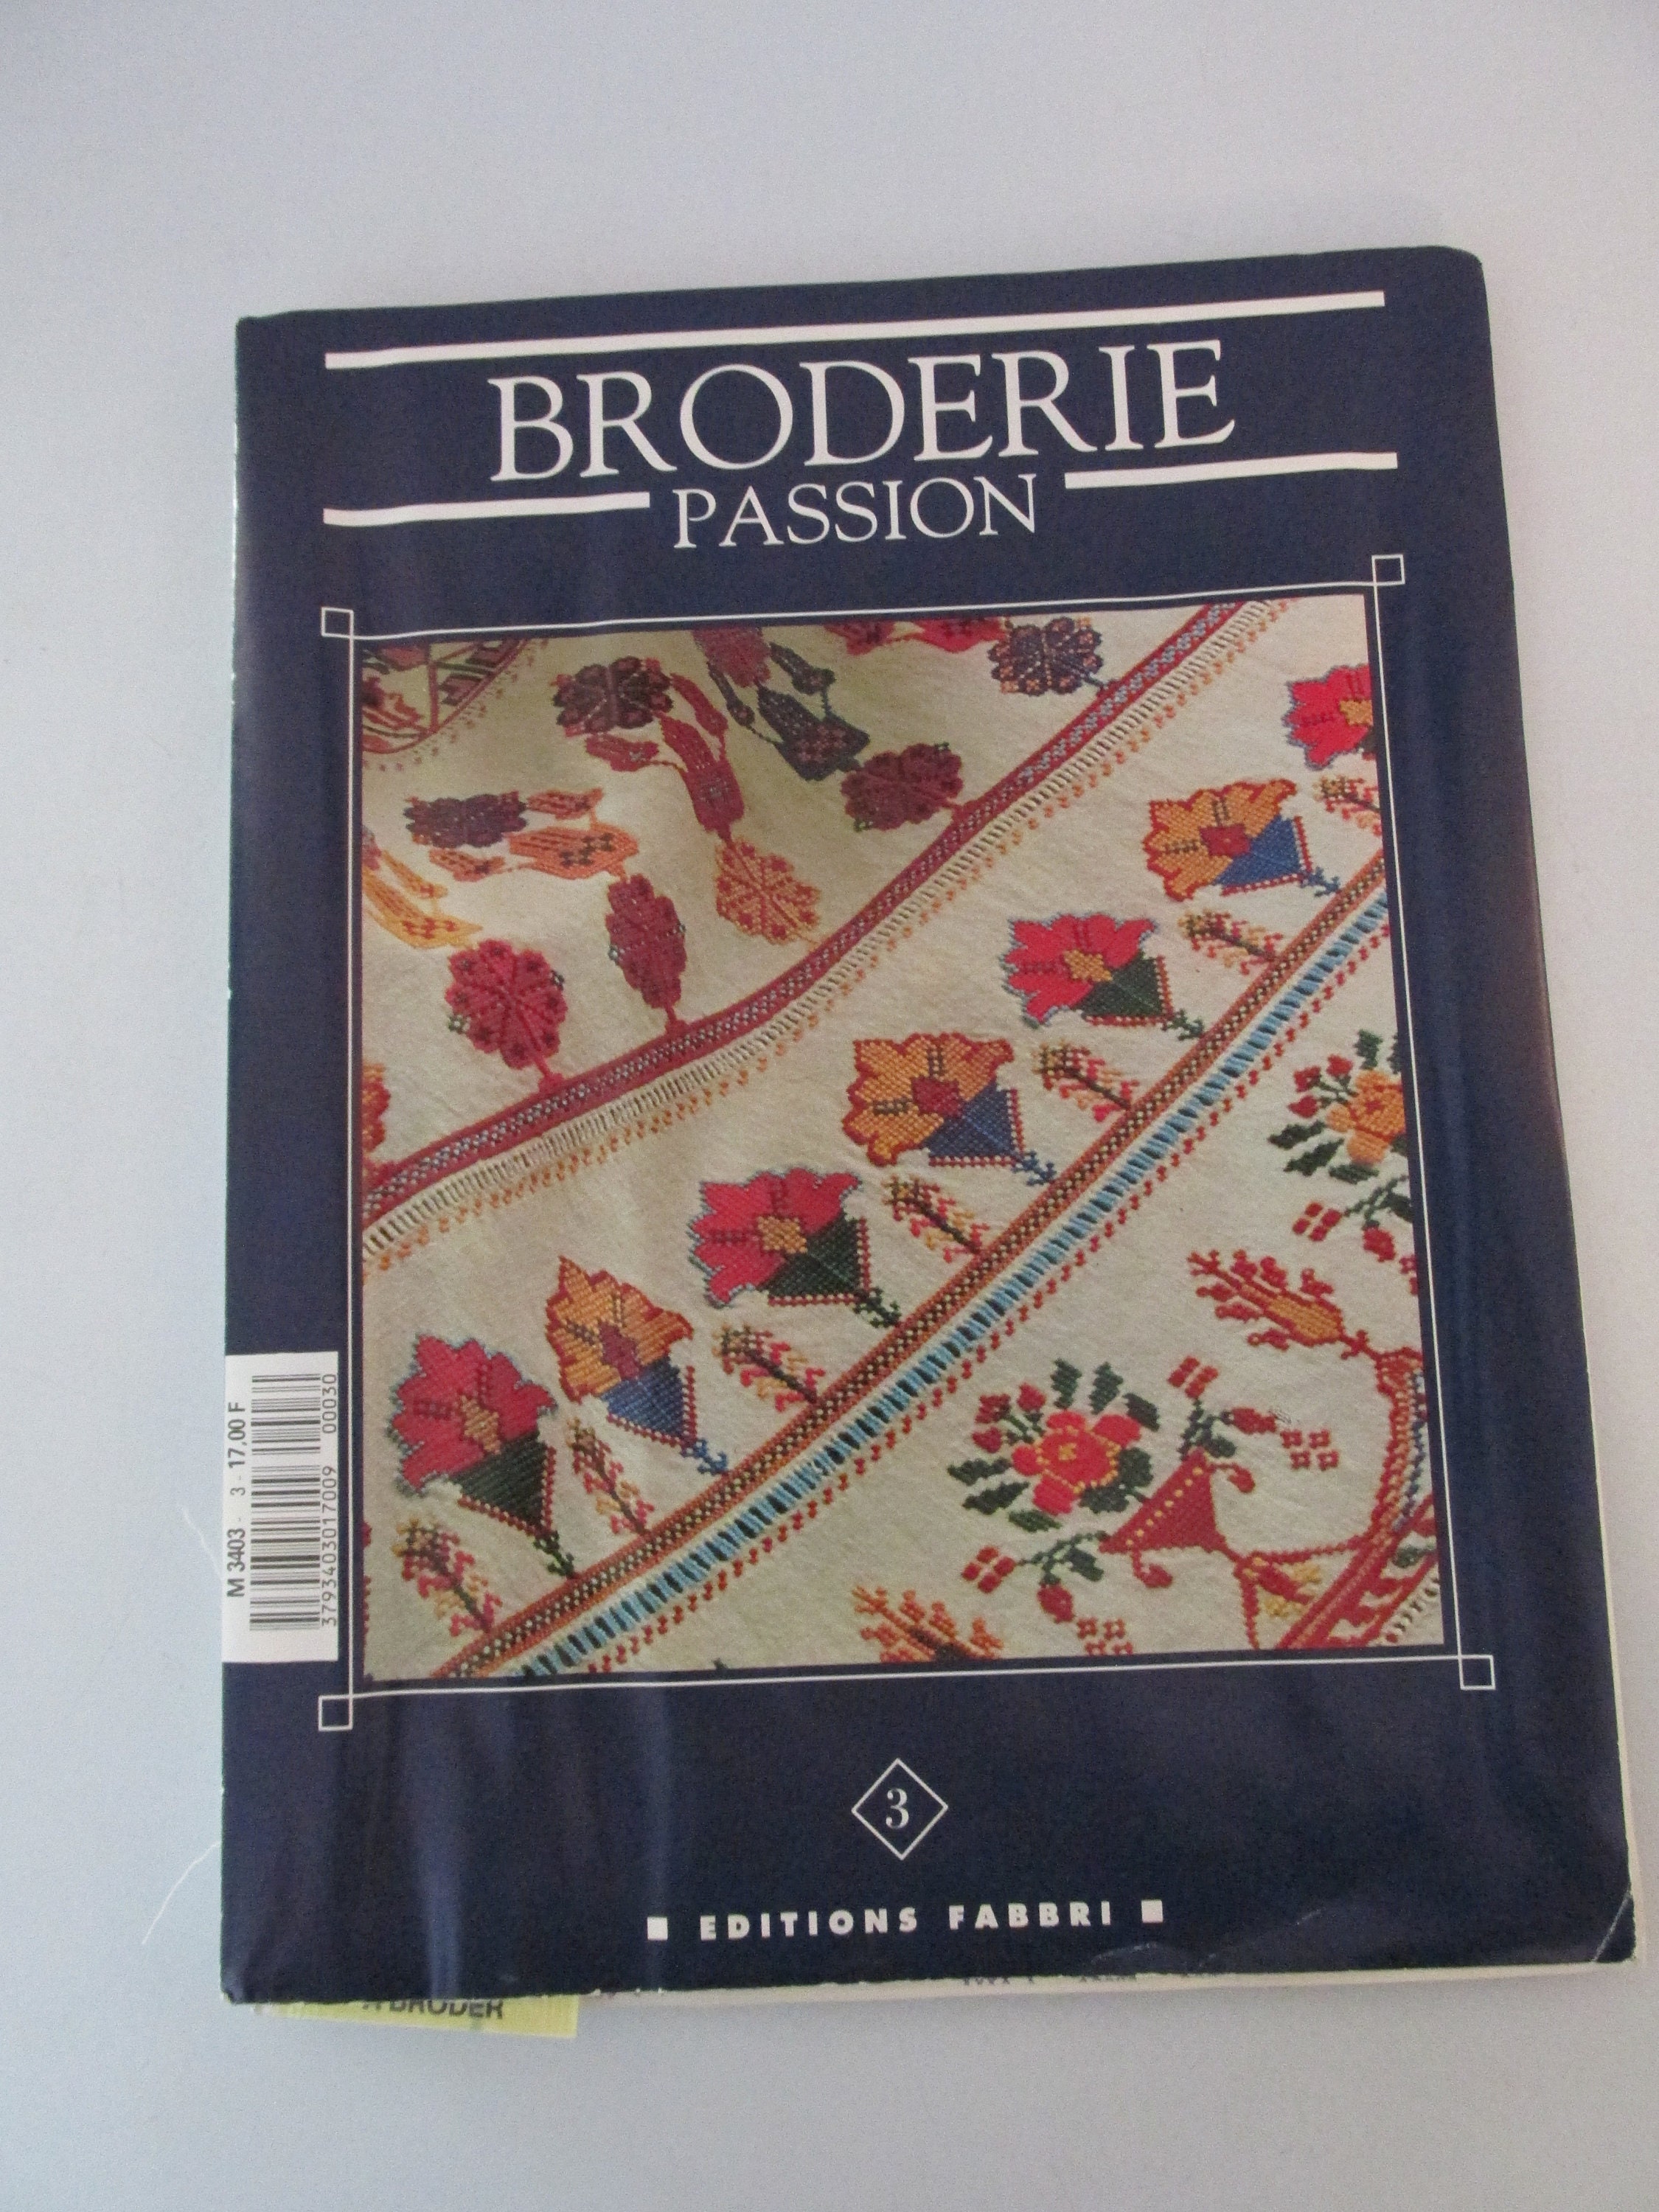 BRODERIE
PASSION
M 3403 - 3 - 17,00 F
3793403017009 00030
3
EDITIONS FABBRI
BRODER